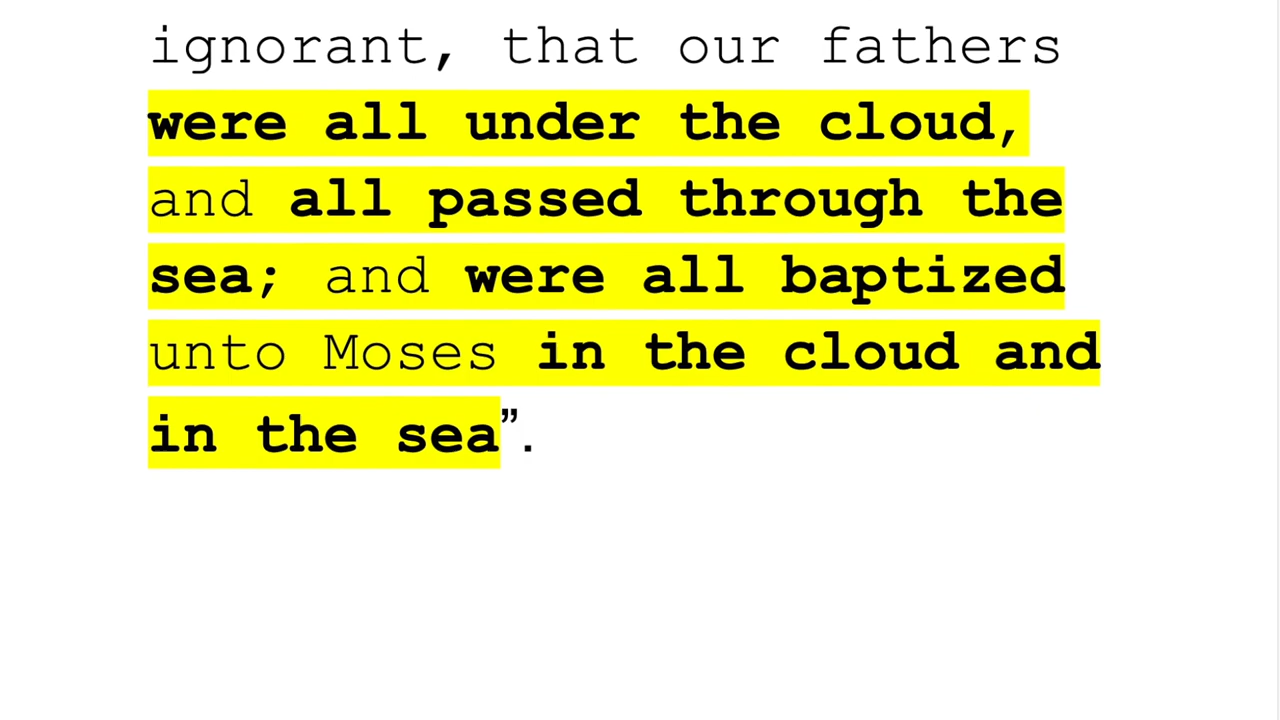 ignorant, that our fathers
were all under the cloud,
and all passed through the
sea; and were all baptized
unto Moses in the cloud and
in the sea”.